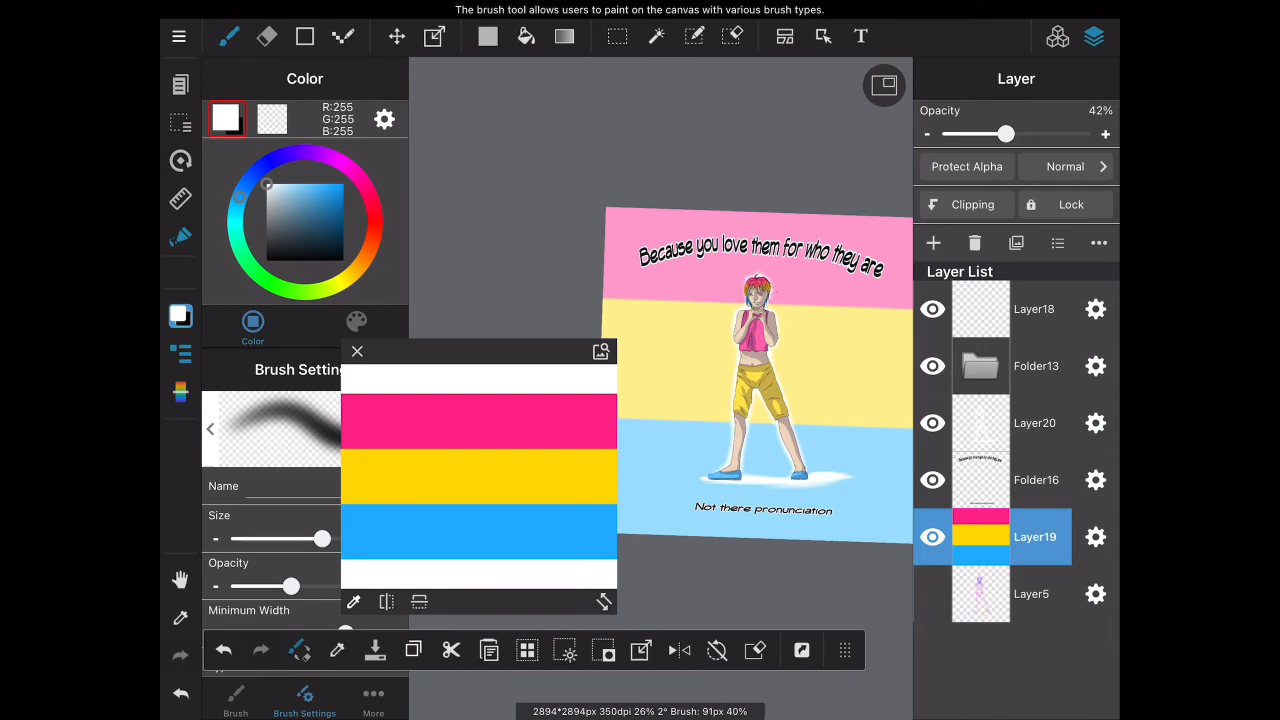 The brush tool allows users to paint on the canvas with various brush types.
T
Color
Layer
R:255
G:255
B:255
Opacity 42%
- +
Protect Alpha Normal
Clipping Lock
Layer List
Because you love them for who they are
Layer18
Color
Folder13
Brush Setting
Layer20
Name
Folder16
Not there pronunciation
Size
-
Layer19
Opacity
-
Layer5
Minimum Width
Brush Brush Settings More
2894*2894px 350dpi 26% 2° Brush: 91px 40%